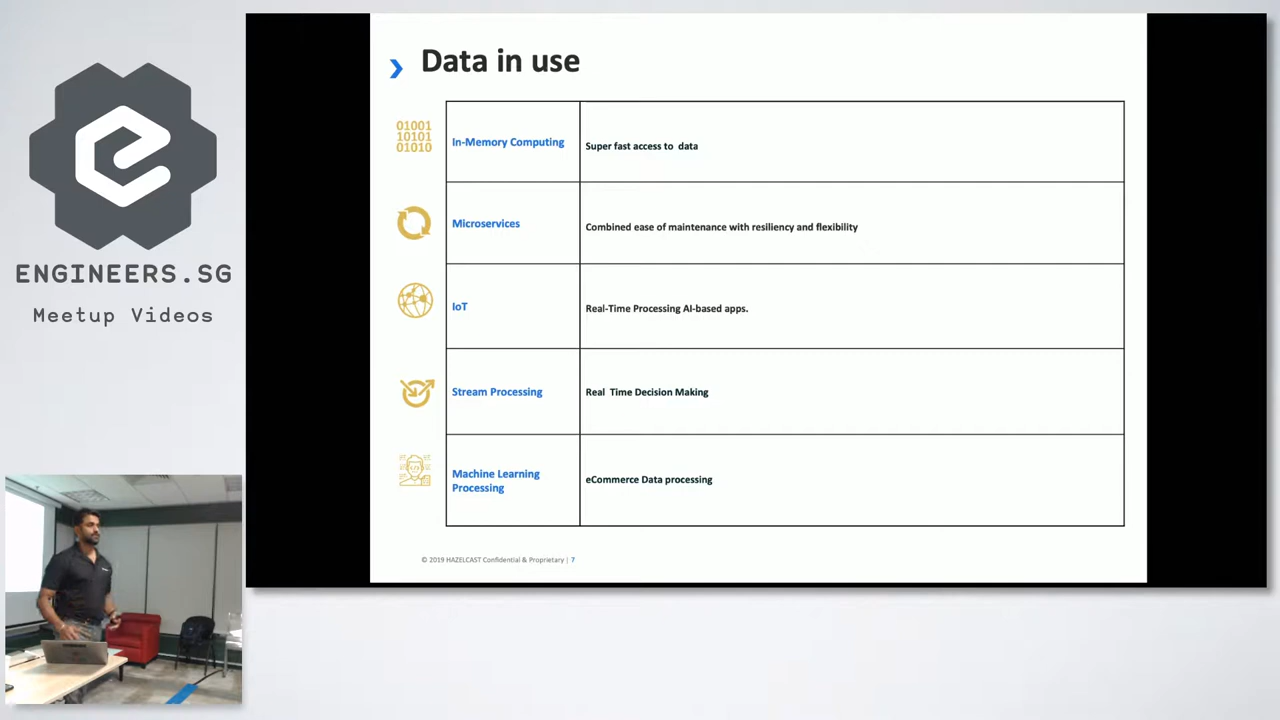 ENGINEERS.SG
Meetup Videos
Data in use
01001
10101
01010
In-Memory Computing
Super fast access to  data
Microservices
Combined ease of maintenance with resiliency and flexibility
IoT
Real-Time Processing AI-based apps.
Stream Processing
Real  Time Decision Making
Machine Learning
Processing
eCommerce Data processing
© 2019 HAZELCAST Confidential & Proprietary | 7